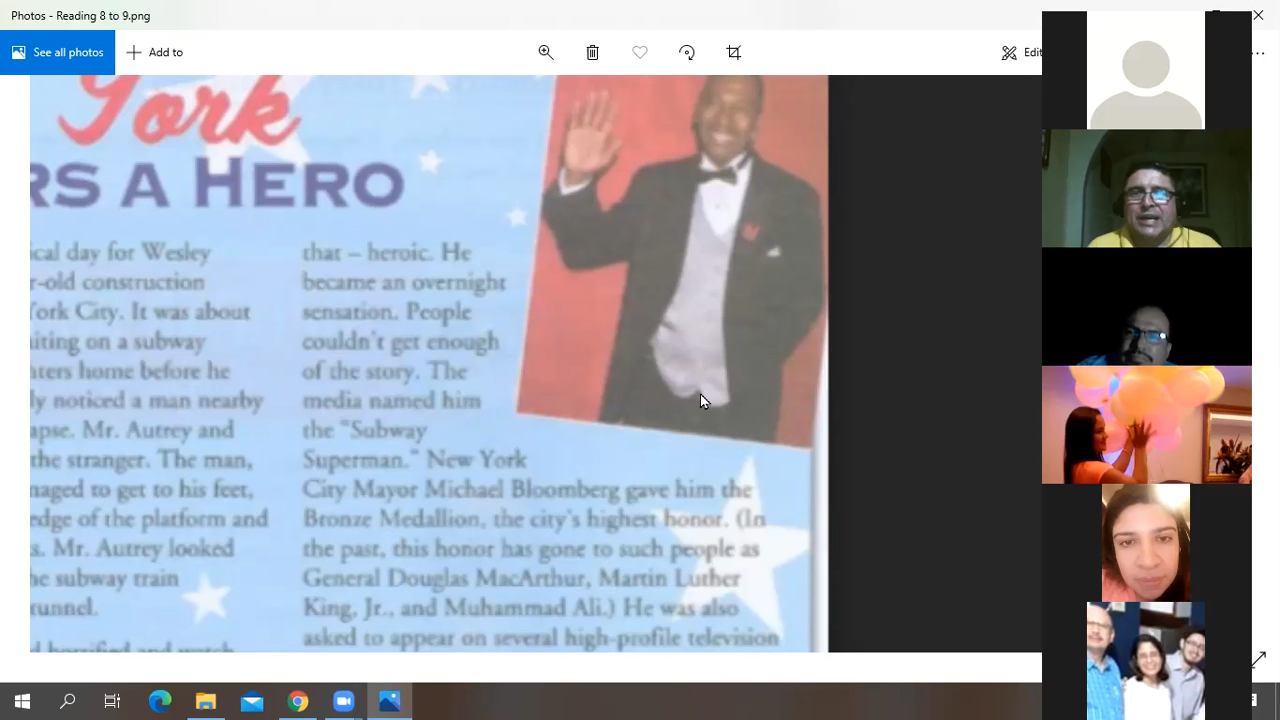 Photos - Reading 8 to 9.png
See all photos
Add to
Edit
York
RS A HERO
ical day for Wesley
r-old construction
York City. It was about
iting on a subway
hters home before he
ly noticed a man nearby
apse. Mr. Autrey and
the stranger. The man,
naged to get to his feet,
edge of the platform and
s. Mr. Autrey looked
he subway train
tunnel.
horrified and watch
that – heroic. He
became an overnight
sensation. People
couldn't get enough
of the story. The
media named him
the "Subway
Superman." New York
City Mayor Michael Bloomberg gave him the
Bronze Medallion, the city's highest honor. (In
the past, this honor has gone to such people as
General Douglas MacArthur, Martin Luther
King, Jr., and Muhammad Ali.) He was also
asked to appear on several high-profile television